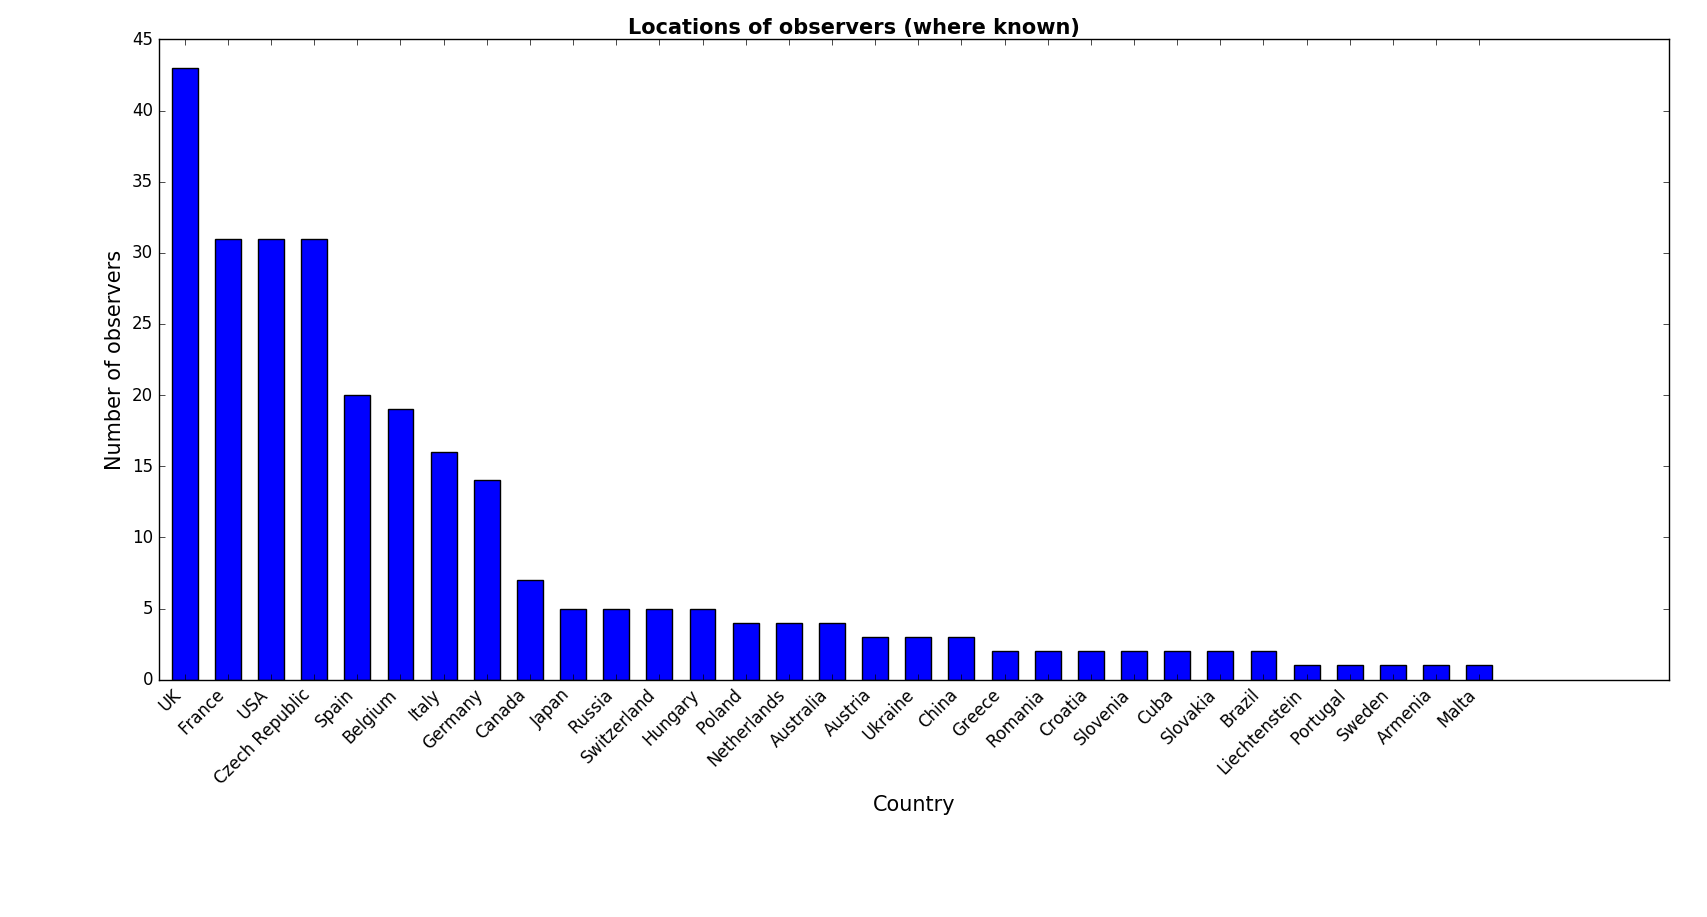 Locations of observers (where known)
45
40
35
30
25
20
15
10
5
0
Number of observers
UK
France
USA
Czech Republic
Spain
Belgium
Italy
Germany
Canada
Japan
Russia
Switzerland
Hungary
Poland
Netherlands
Australia
Austria
Ukraine
China
Greece
Romania
Croatia
Slovenia
Cuba
Slovakia
Brazil
Liechtenstein
Portugal
Sweden
Armenia
Malta
Country